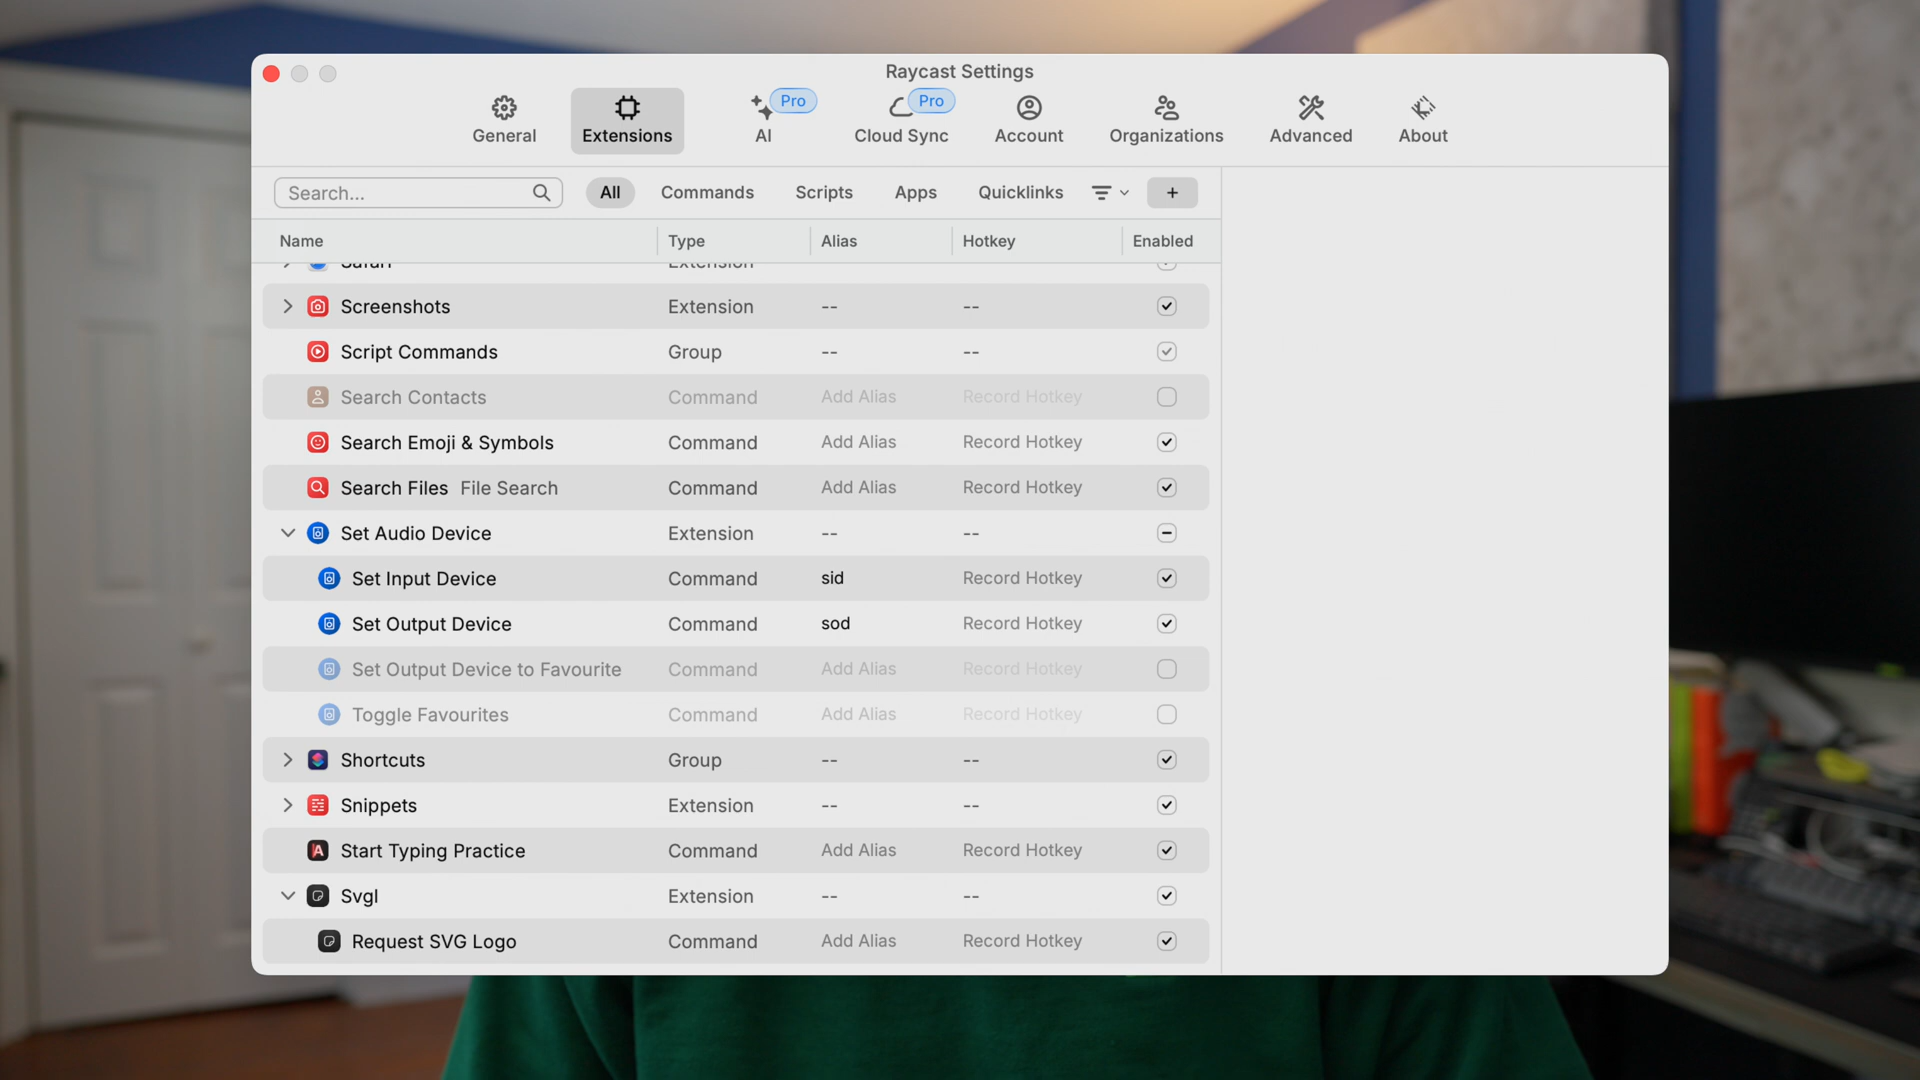 Raycast Settings
General
Extensions
Pro
AI
Pro
Cloud Sync
Account
Organizations
Advanced
About
Search...
All
Commands
Scripts
Apps
Quicklinks
+
Name Type Alias Hotkey Enabled
Safari Extension
Screenshots Extension -- --
Script Commands Group -- --
Search Contacts Command Add Alias Record Hotkey
Search Emoji & Symbols Command Add Alias Record Hotkey
Search Files File Search Command Add Alias Record Hotkey
Set Audio Device Extension -- --
Set Input Device Command sid Record Hotkey
Set Output Device Command sod Record Hotkey
Set Output Device to Favourite Command Add Alias Record Hotkey
Toggle Favourites Command Add Alias Record Hotkey
Shortcuts Group -- --
Snippets Extension -- --
Start Typing Practice Command Add Alias Record Hotkey
Svgl Extension -- --
Request SVG Logo Command Add Alias Record Hotkey